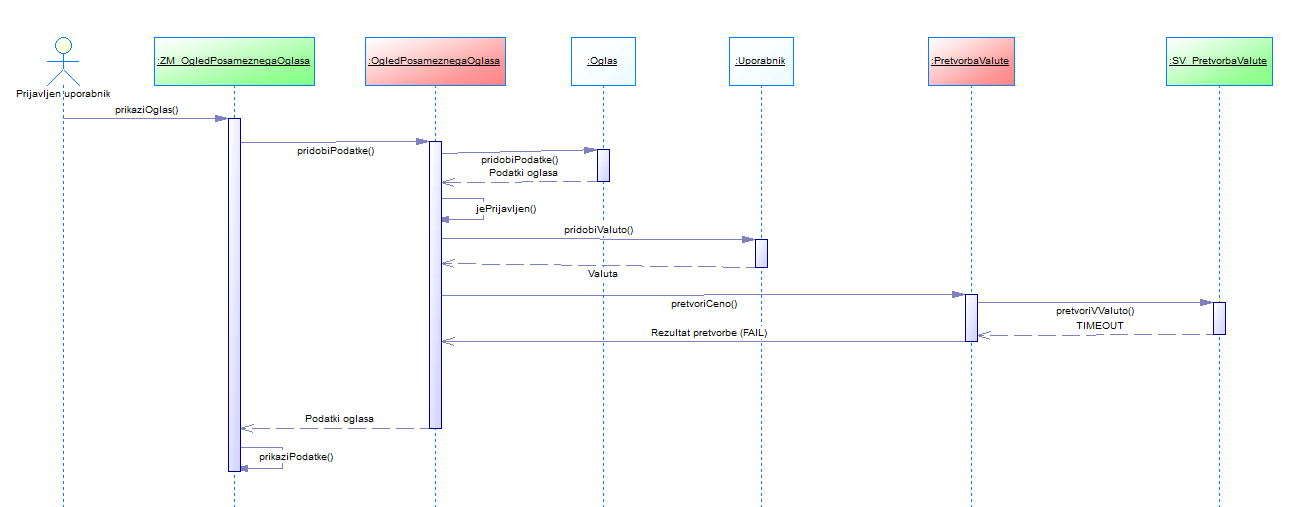 :ZM_OgledPosameznegaOglasa
:OgledPosameznegaOglasa
:Oglas
:Uporabnik
:PretvorbaValute
:SV_PretvorbaValute
Prijavljen uporabnik
prikaziOglas()
pridobiPodatke()
pridobiPodatke()
Podatki oglasa
jePrijavljen()
pridobiValuto()
Valuta
pretvoriCeno()
pretvoriVValuto()
TIMEOUT
Rezultat pretvorbe (FAIL)
Podatki oglasa
prikaziPodatke()